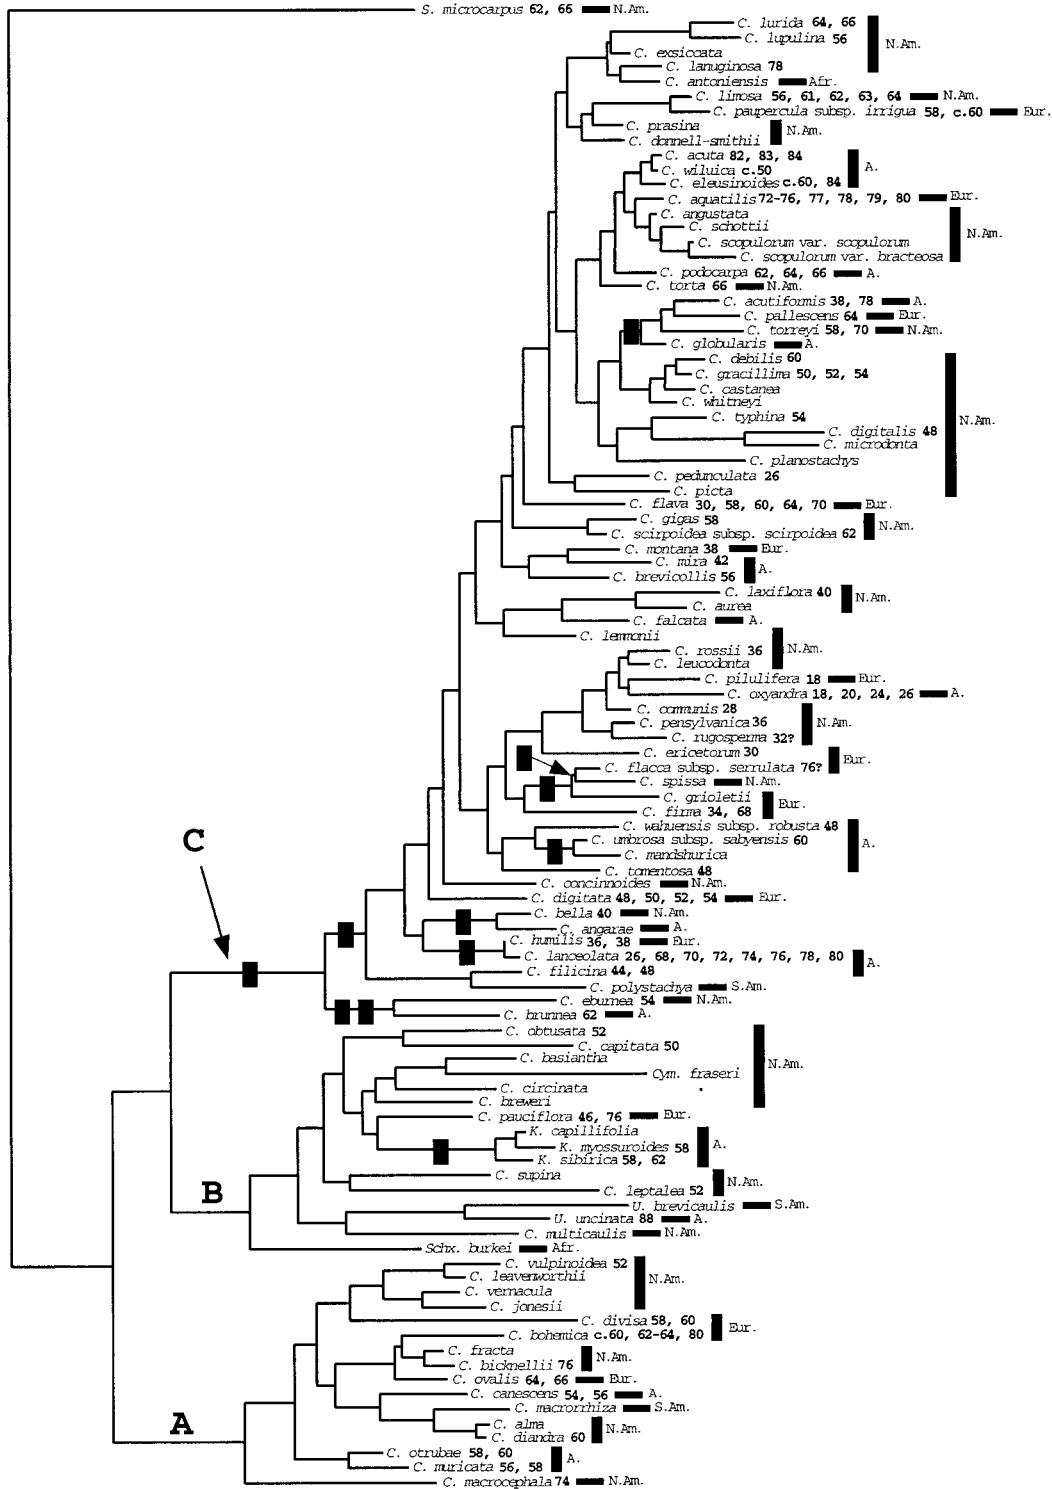 S. microcarpus 62, 66 N.Am.
C. lurida 64, 66
C. lupulina 56
N.Am.
C. exsiccata
C. lanuginosa 78
C. antoniensis Afr.
C. limosa 56, 61, 62, 63, 64 N.Am.
C. paupercula subsp. irrigua 58, c.60 Eur.
C. prasina
N.Am.
C. donnell-smithii
C. acuta 82, 83, 84
C. wiluica c.50
A.
C. eleusinoides c.60, 84
C. aquatilis 72-76, 77, 78, 79, 80 Eur.
C. angustata
C. schottii
N.Am.
C. scopulorum var. scopulorum
C. scopulorum var. bracteosa
C. podocarpa 62, 64, 66 A.
C. torta 66 N.Am.
C. acutiformis 38, 78 A.
C. pallescens 64 Eur.
C. torreyi 58, 70 N.Am.
C. globularis A.
C. debilis 60
C. gracillima 50, 52, 54
C. castanea
C. whitneyi
C. typhina 54
N.Am.
C. digitalis 48
C. microdonta
C. planostachys
C. pedunculata 26
C. picta
C. flava 30, 58, 60, 64, 70 Eur.
C. gigas 58
N.Am.
C. scirpoidea subsp. scirpoidea 62
C. montana 38 Eur.
C. mira 42
A.
C. brevicollis 56
C. laxiflora 40
N.Am.
C. aurea
C. falcata A.
C. lemmonii
C. rossii 36
N.Am.
C. leucodonta
C. pilulifera 18 Eur.
C. oxyandra 18, 20, 24, 26 A.
C. communis 28
C. pensylvanica 36
N.Am.
C. rugosperma 32?
C. ericetorum 30
Eur.
C. flacca subsp. serrulata 76?
C. spissa N.Am.
C. grioletii
Eur.
C. firma 34, 68
C. wahuensis subsp. robusta 48
C. umbrosa subsp. sabyensis 60
A.
C. mandshurica
C. tomentosa 48
C
C. concinnoides N.Am.
C. digitata 48, 50, 52, 54 Eur.
C. bella 40 N.Am.
C. angarae A.
C. humilis 36, 38 Eur.
C. lanceolata 26, 68, 70, 72, 74, 76, 78, 80
A.
C. filicina 44, 48
C. polystachya S.Am.
C. eburnea 54 N.Am.
C. brunnea 62 A.
C. obtusata 52
C. capitata 50
C. basiantha
N.Am.
Cym. fraseri
C. circinata
C. breweri
C. pauciflora 46, 76 Eur.
K. capillifolia
K. myossuroides 58 A.
K. sibirica 58, 62
C. supina
N.Am.
C. leptalea 52
B
U. brevicaulis S.Am.
U. uncinata 88 A.
C. multicaulis N.Am.
Schx. burkei Afr.
C. vulpinoidea 52
C. leavenworthii
N.Am.
C. vernacula
C. jonesii
C. divisa 58, 60
Eur.
C. bohemica c.60, 62-64, 80
C. fracta
N.Am.
C. bicknellii 76
C. ovalis 64, 66 Eur.
C. canescens 54, 56 A.
C. macrorrhiza S.Am.
C. alma
N.Am.
A
C. diandra 60
C. otrubae 58, 60
A.
C. muricata 56, 58
C. macrocephala 74 N.Am.